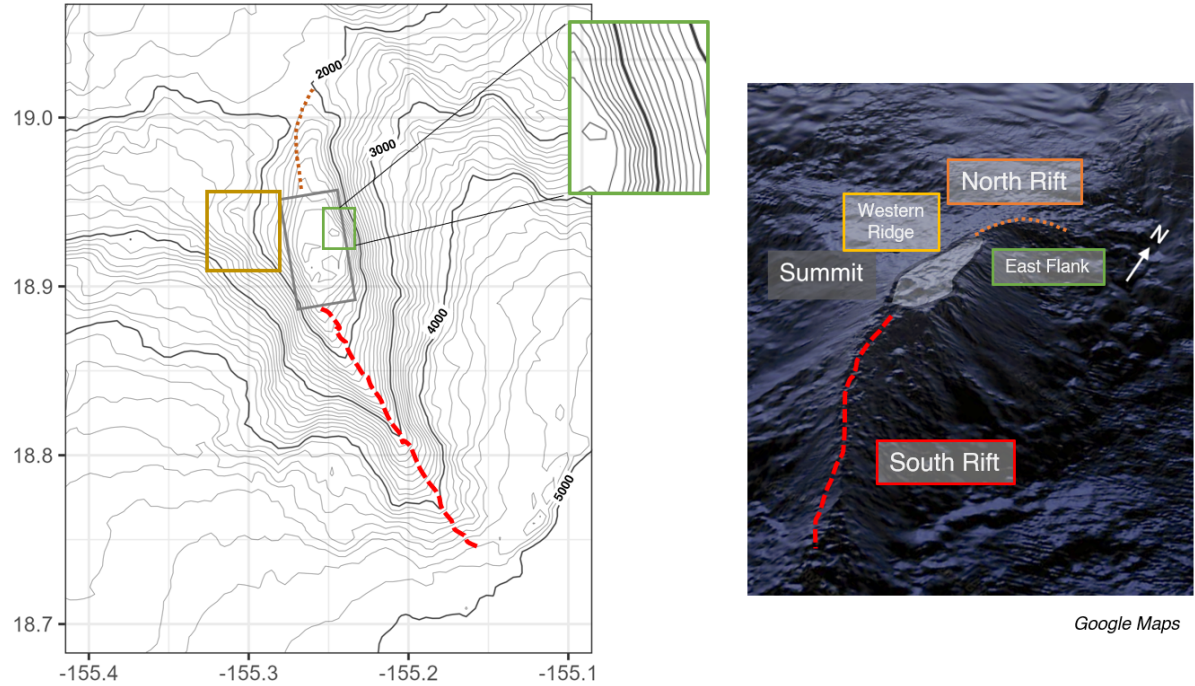 2000
19.0
3000
18.9
4000
18.8
5000
18.7
-155.4
-155.3
-155.2
-155.1
North Rift
Western
Ridge
N
East Flank
Summit
South Rift
Google Maps